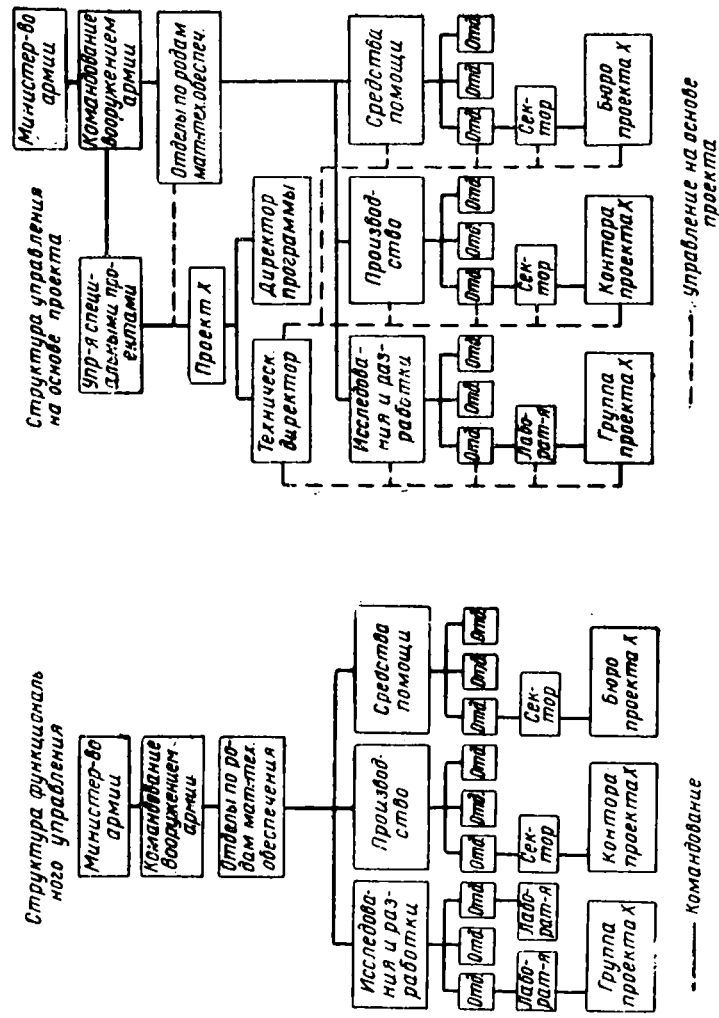 Структура функциональ
ного управления
Министер-во
армии
Командование
вооружением
армии
Отделы по ро-
дам мат-тех.
обеспечения
Исследова-
ния и раз-
работки
Производ-
ство
Средства
помощи
Отд.
Отд.
Отд.
Отд.
Отд.
Отд.
Отд.
Отд.
Отд.
Лабо-
рат-я
Лабо-
рат-я
Сек-
тор
Сек-
тор
Группа
проекта X
Контора
проекта X
Бюро
проекта X
Командование
Структура управления
на основе проекта
Министер-во
армии
Упр-я специ-
альными про-
ектами
Командование
вооружением
армии
Отделы по родам
мат-тех.обеспеч.
Проект X
Техническ.
директор
Директор
программы
Исследова-
ния и раз-
работки
Производ-
ство
Средства
помощи
Отд
Отд
Отд
Отд
Отд
Отд
Отд
Отд
Отд
Лабо-
рат-я
Сек-
тор
Сек-
тор
Группа
проекта X
Контора
проекта X
Бюро
проекта X
Управление на основе
проекта